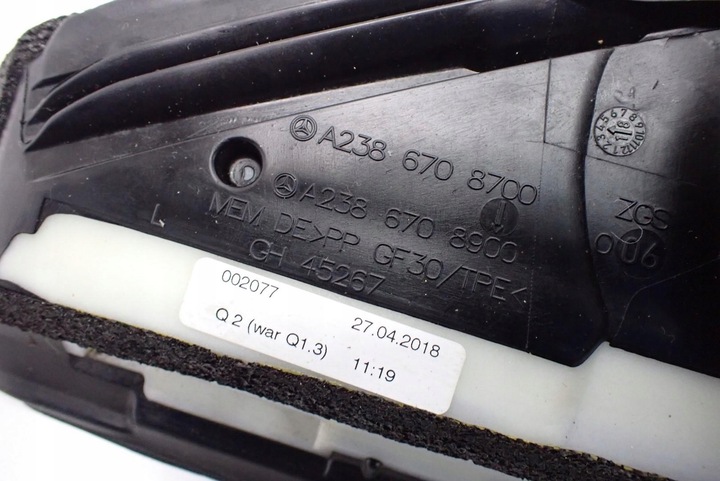 A238 670 8700
A238 670 8900
MEM DE>PP GF30/TPE<
GH 45267
L
ZGS
006
002077
27.04.2018
Q 2 (war Q1.3)
11:19